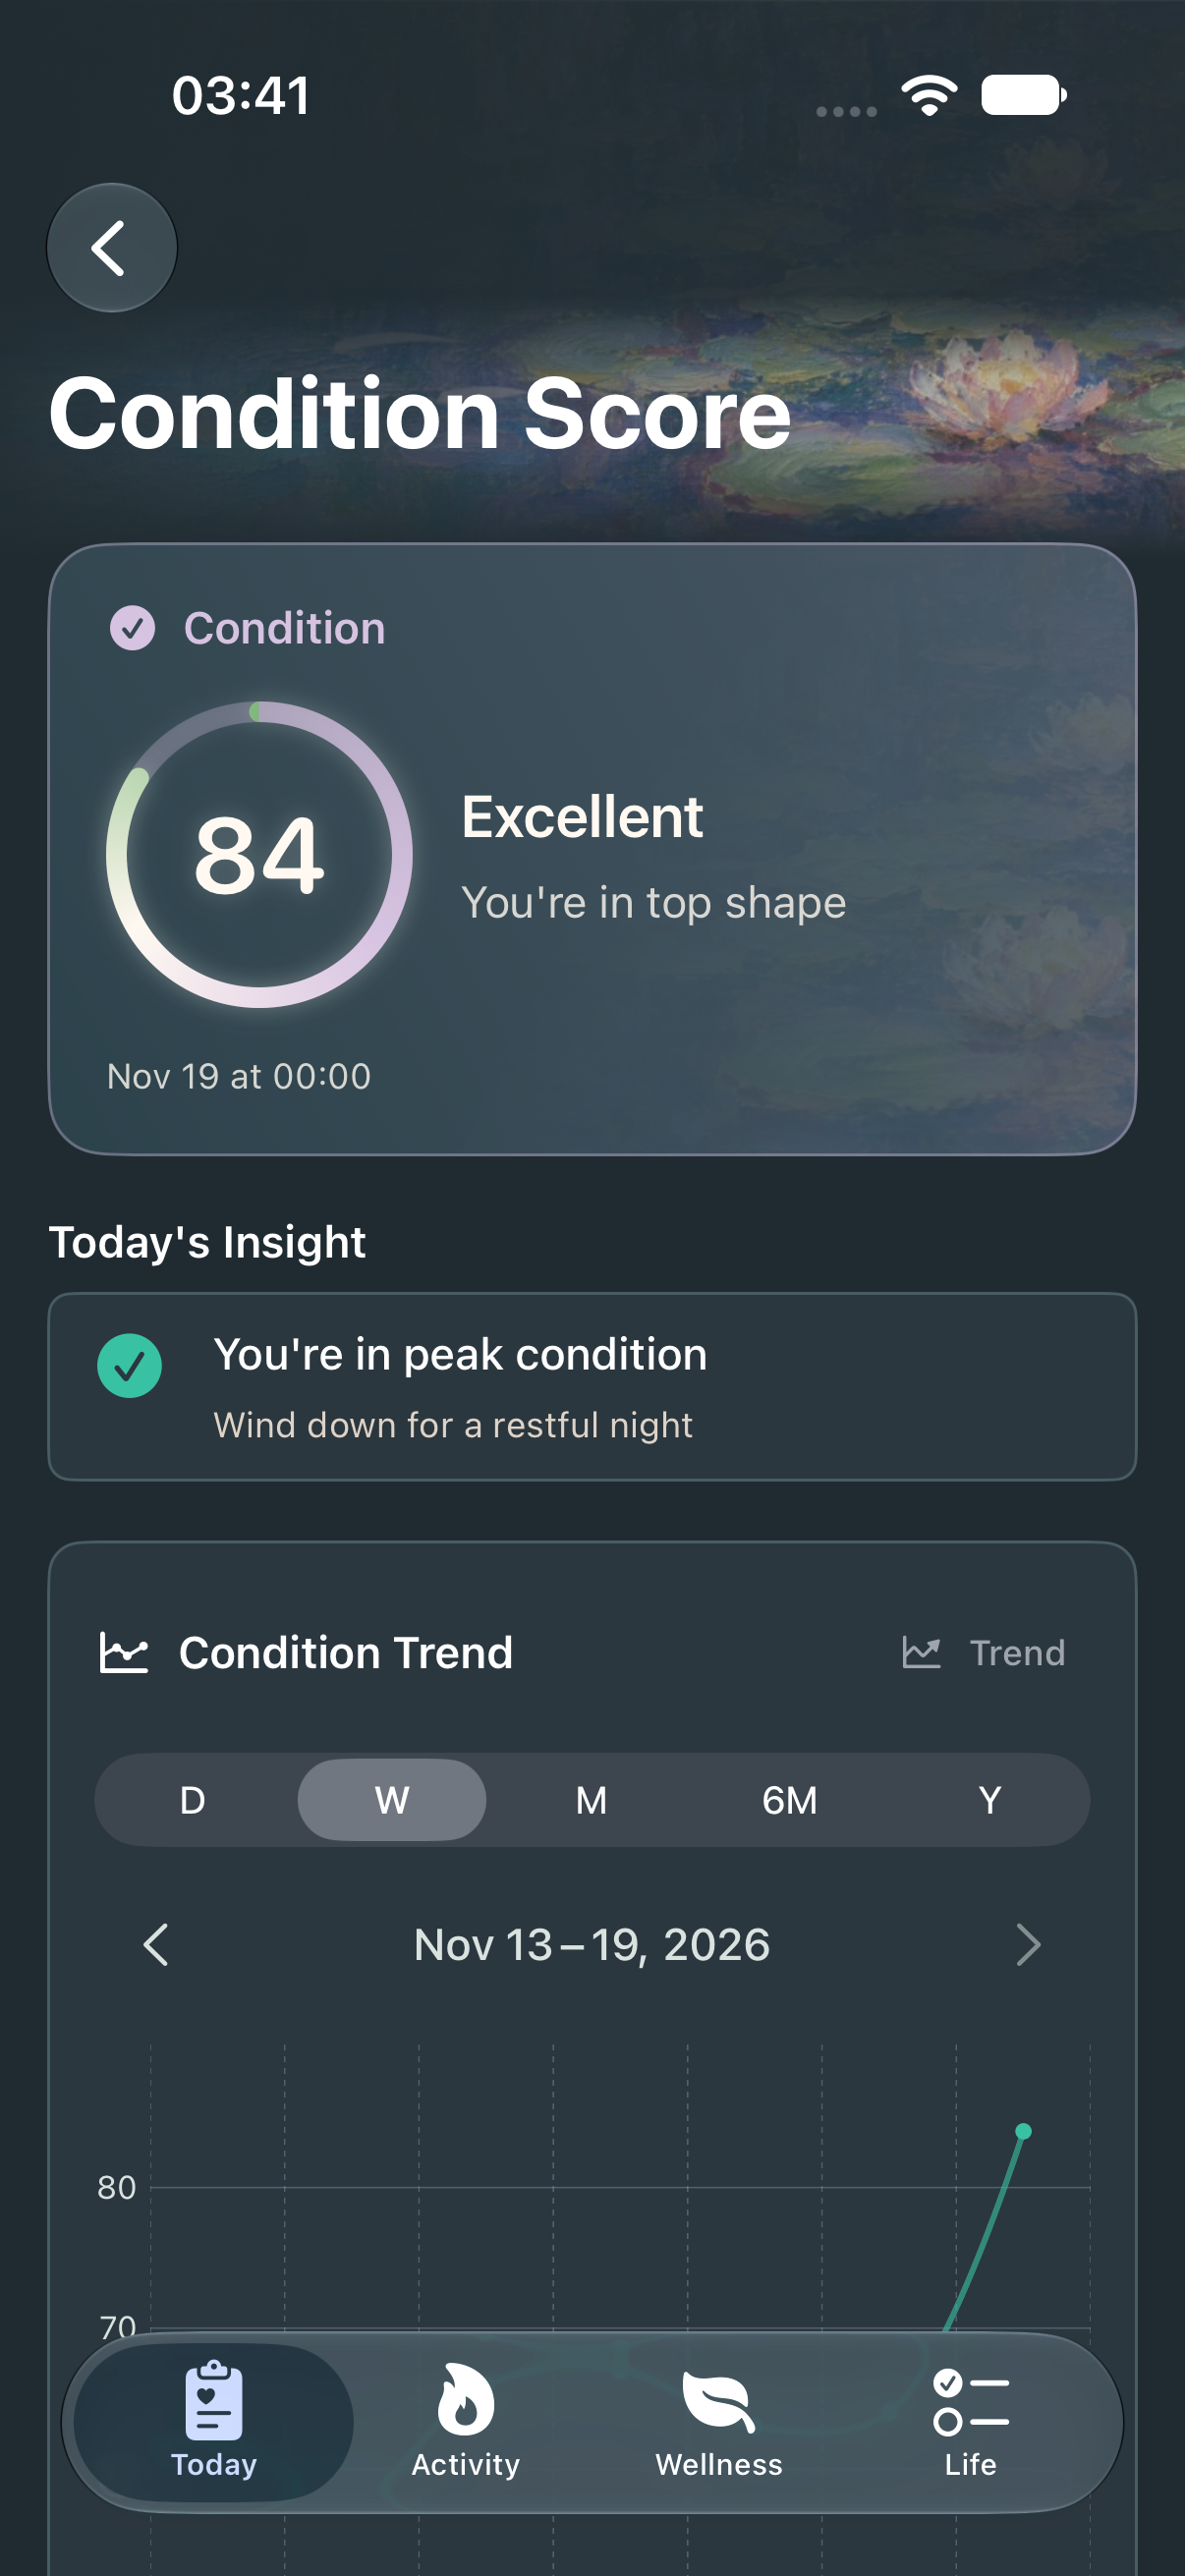 03:41
Condition Score
Condition
84
Excellent
You're in top shape
Nov 19 at 00:00
Today's Insight
You're in peak condition
Wind down for a restful night
Condition Trend
Trend
D W M 6M Y
Nov 13 – 19, 2026
80
70
Today Activity Wellness Life